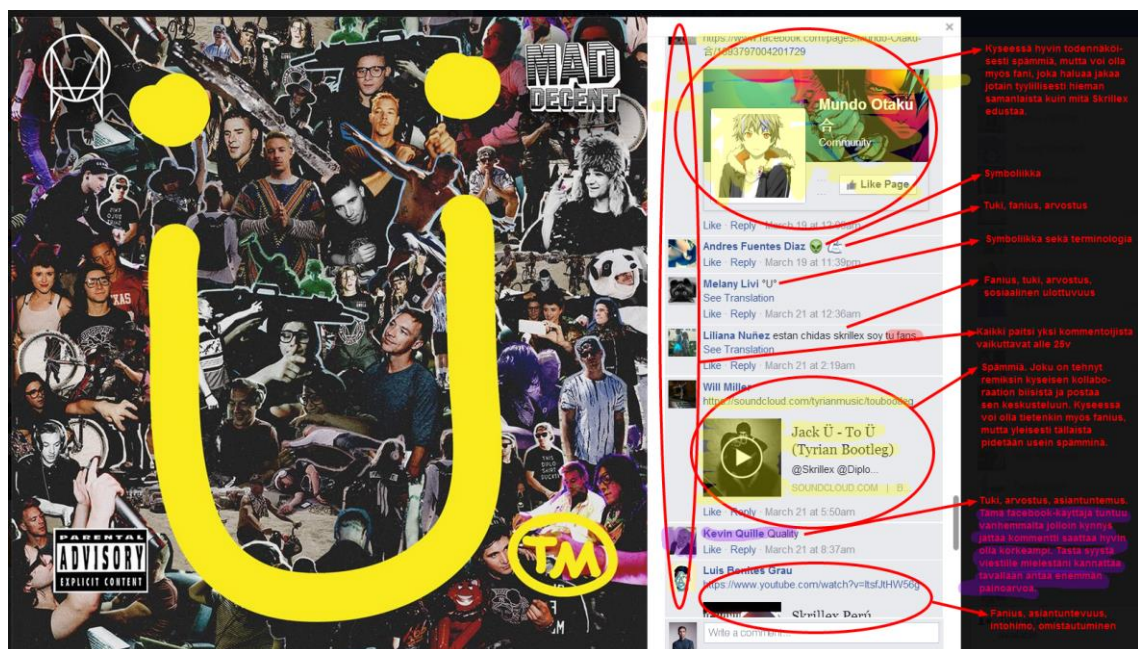 MAD
DECENT
Ü
TEXAS
PARENTAL
ADVISORY
EXPLICIT CONTENT
TM
https://www.facebook.com/pages/Mundo-Otaku-
合/1593797004201729
Mundo Otaku
合
Community
Like Page
Like · Reply · March 19 at 12:08am
Andres Fuentes Diaz
Like · Reply · March 19 at 11:39pm
Melany Livi "U"
See Translation
Like · Reply · March 21 at 12:36am
Liliana Nuñez estan chidas skrillex soy tu fans
See Translation
Like · Reply · March 21 at 2:19am
Will Miller
https://soundcloud.com/tyrianmusic/toubootleg
Jack Ü - To Ü
(Tyrian Bootleg)
@Skrillex @Diplo...
SOUNDCLOUD.COM | B...
Like · Reply · March 21 at 5:50am
Kevin Quille Quality
Like · Reply · March 21 at 8:37am
Luis Benites Grau
https://www.youtube.com/watch?v=ltsfJtHW56g
Skrillex Perú
Write a comment...
Kyseessä hyvin todennäköi-
sesti spämmiä, mutta voi olla
myös fani, joka haluaa jakaa
jotain tyylillisesti hieman
samanlaista kuin mitä Skrillex
edustaa.
Symboliikka
Tuki, fanius, arvostus
Symboliikka sekä terminologia
Fanius, tuki, arvostus,
sosiaalinen ulottuvuus
Kaikki paitsi yksi kommentoijista
vaikuttavat alle 25v
Spämmiä, Joku on tehnyt
remiksin kyseisen kollabo-
raation biisistä ja postaa
sen keskusteluun. Kyseessä
voi olla tietenkin myös fanius,
mutta yleisesti tällaista
pidetään usein spämminä.
Tuki, arvostus, asiantuntemus.
Tämä facebook-käyttäjä tuntuu
vanhemmalta jolloin kynnys
jättää kommentti saattaa hyvin
olla korkeampi. Tästä syystä
viestille mielestäni kannattaa
tavallaan antaa enemmän
painoarvoa.
Fanius, asiantuntevuus,
intohimo, omistautuminen